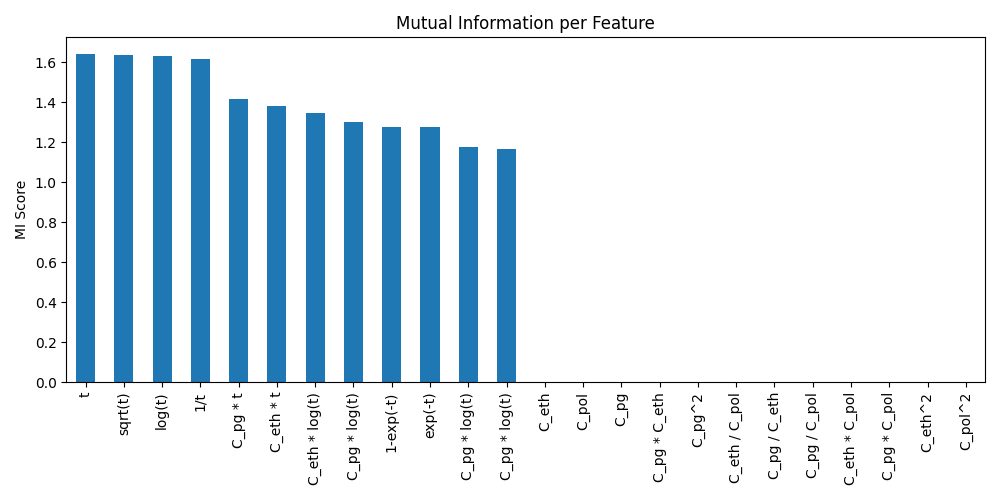 Mutual Information per Feature
MI Score
1.6
1.4
1.2
1.0
0.8
0.6
0.4
0.2
0.0
t
sqrt(t)
log(t)
1/t
C_pg * t
C_eth * t
C_eth * log(t)
C_pg * log(t)
1-exp(-t)
exp(-t)
C_pg * log(t)
C_pg * log(t)
C_eth
C_pol
C_pg
C_pg * C_eth
C_pg^2
C_eth / C_pol
C_pg / C_eth
C_pg / C_pol
C_eth * C_pol
C_pg * C_pol
C_eth^2
C_pol^2